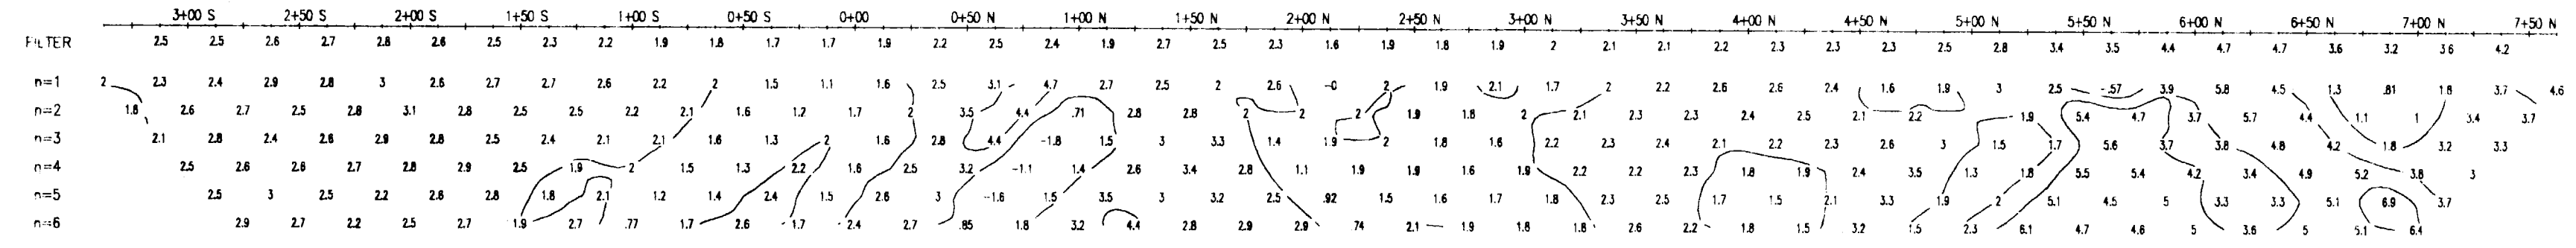 3+00 S 2+50 S 2+00 S 1+50 S 1+00 S 0+50 S 0+00 0+50 N 1+00 N 1+50 N 2+00 N 2+50 N 3+00 N 3+50 N 4+00 N 4+50 N 5+00 N 5+50 N 6+00 N 6+50 N 7+00 N 7+50 N
FILTER 2.5 2.5 2.6 2.7 2.8 2.6 2.5 2.3 2.2 1.9 1.8 1.7 1.7 1.9 2.2 2.5 2.4 1.9 2.7 2.5 2.3 1.6 1.9 1.8 1.9 2 2.1 2.1 2.2 2.3 2.3 2.3 2.5 2.8 3.4 3.5 4.4 4.7 4.7 3.6 3.2 3.6 4.2
n=1 2 2.3 2.4 2.9 2.8 3 2.6 2.7 2.7 2.6 2.2 2 1.5 1.1 1.6 2.5 3.1 4.7 2.7 2.5 2 2.6 -0 2 1.9 2.1 1.7 2 2.2 2.6 2.6 2.4 1.6 1.9 3 2.5 -.57 3.9 5.8 4.5 1.3 .81 1.8 3.7 4.6
n=2 1.8 2.6 2.7 2.5 2.8 3.1 2.8 2.5 2.5 2.2 2.1 1.6 1.2 1.7 2 3.5 4.4 .71 2.8 2.8 2 2 2 1.9 1.8 2 2.1 2.3 2.3 2.4 2.5 2.1 2.2 1.9 5.4 4.7 3.7 5.7 4.4 1.1 1 3.4 3.7
n=3 2.1 2.8 2.4 2.6 2.9 2.8 2.5 2.4 2.1 2.1 1.6 1.3 2 1.6 2.8 4.4 -1.8 1.5 3 3.3 1.4 1.9 2 1.8 1.6 2.2 2.3 2.4 2.1 2.2 2.3 2.6 3 1.5 1.7 5.6 3.7 3.8 4.8 4.2 1.8 3.2 3.3
n=4 2.5 2.6 2.6 2.7 2.8 2.9 2.5 1.9 2 1.5 1.3 2.2 1.6 2.5 3.2 -1.1 1.4 2.6 3.4 2.8 1.1 1.9 1.9 1.6 1.9 2.2 2.2 2.3 1.8 1.9 2.4 3.5 1.3 1.8 5.5 5.4 4.2 3.4 4.9 5.2 3.8 3
n=5 2.5 3 2.5 2.2 2.6 2.8 1.8 2.1 1.2 1.4 2.4 1.5 2.6 3 -1.6 1.5 3.5 3 3.2 2.5 .92 1.5 1.6 1.7 1.8 2.3 2.5 1.7 1.5 2.1 3.3 1.9 2 5.1 4.5 5 3.3 3.3 5.1 6.9 3.7
n=6 2.9 2.7 2.2 2.5 2.7 1.9 2.7 .77 1.7 2.6 1.7 2.4 2.7 .85 1.8 3.2 4.4 2.8 2.9 2.9 .74 2.1 1.9 1.8 1.8 2.6 2.2 1.8 1.5 3.2 1.5 2.3 6.1 4.7 4.6 5 3.6 5 5.1 6.4